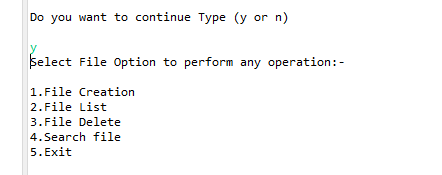 Do you want to continue Type (y or n)
y
Select File Option to perform any operation:-
1.File Creation
2.File List
3.File Delete
4.Search file
5.Exit